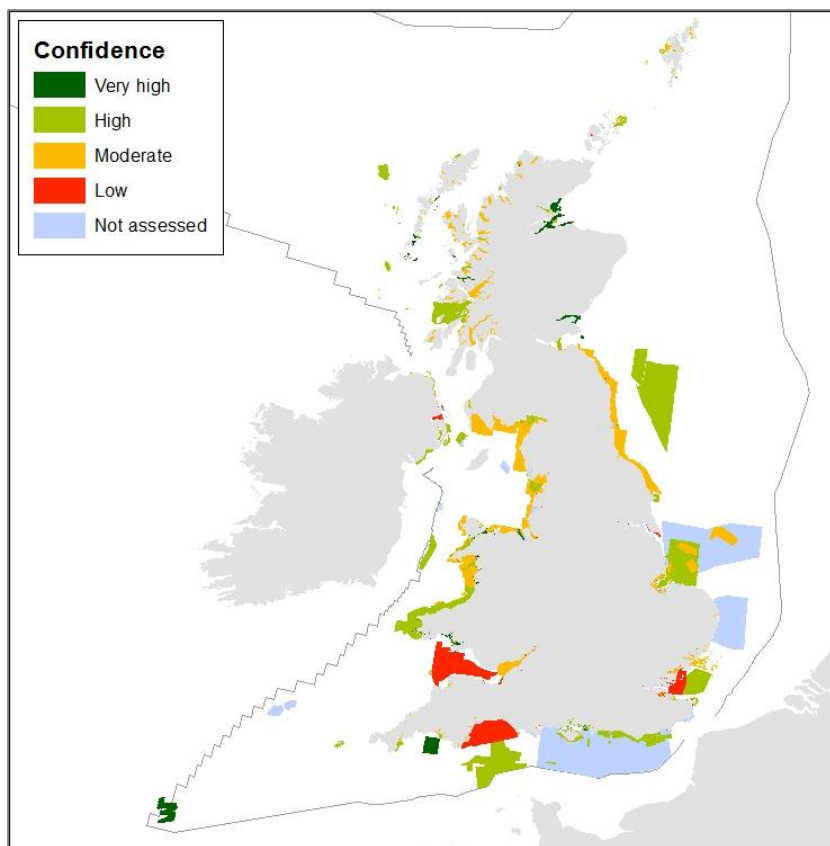 Confidence
Very high
High
Moderate
Low
Not assessed